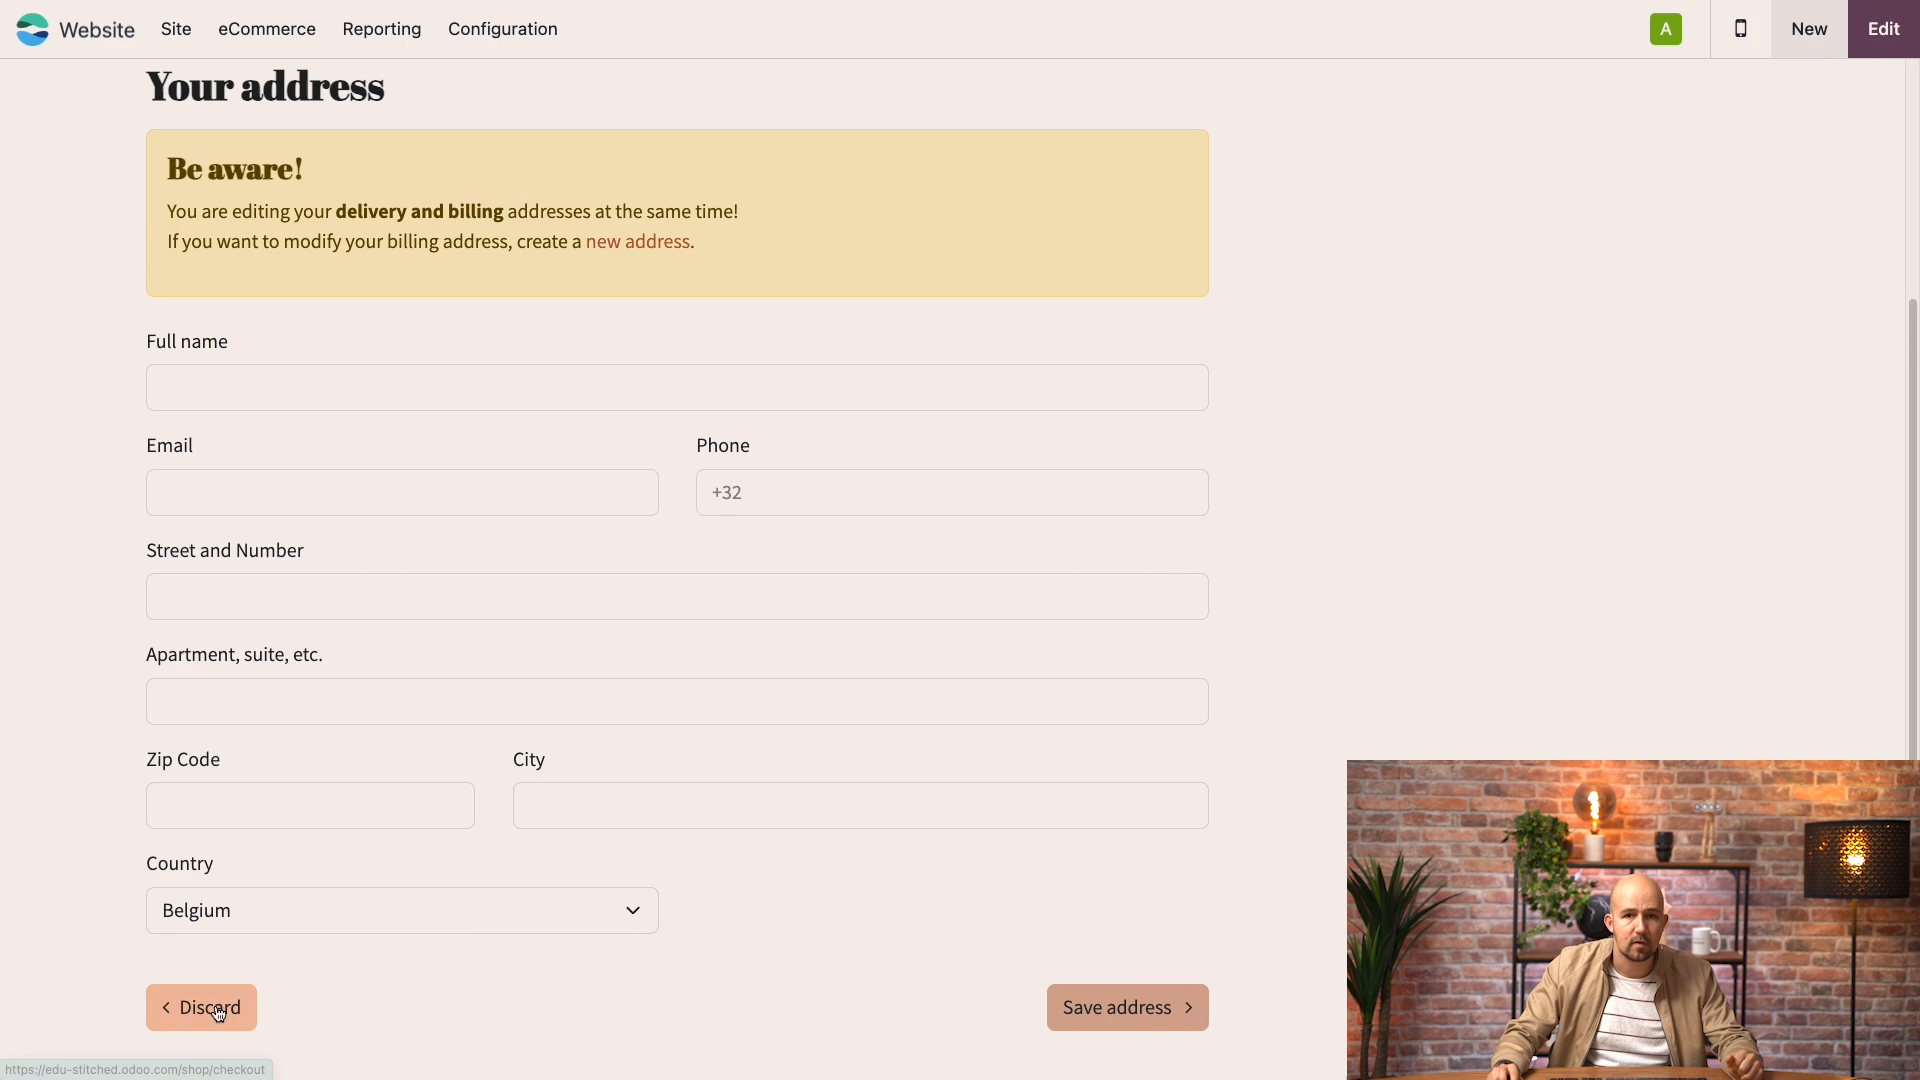 Website Site eCommerce Reporting Configuration A New Edit
Your address
Be aware!
You are editing your delivery and billing addresses at the same time!
If you want to modify your billing address, create a new address.
Full name
Email Phone
+32
Street and Number
Apartment, suite, etc.
Zip Code City
Country
Belgium
Discard Save address
https://edu-stitched.odoo.com/shop/checkout